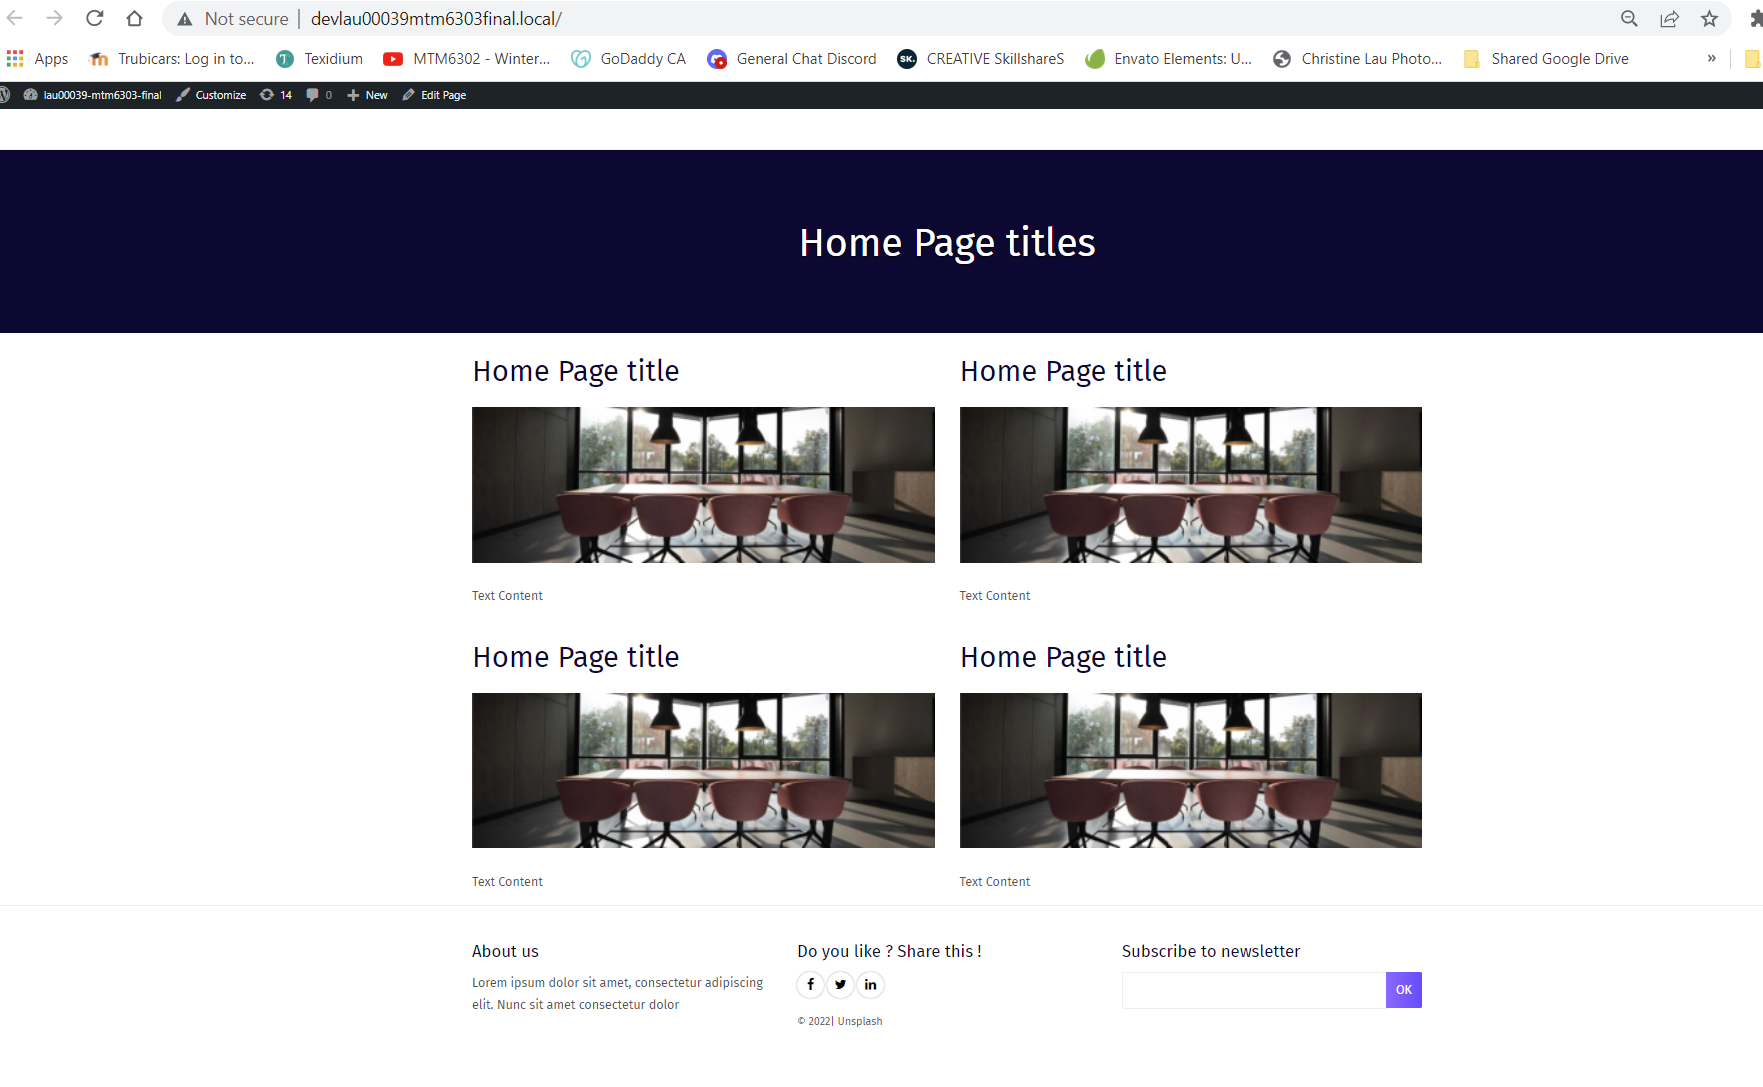 Not secure | devlau00039mtm6303final.local/
Apps Trubicars: Log in to... Texidium MTM6302 - Winter... GoDaddy CA General Chat Discord SK. CREATIVE SkillshareS Envato Elements: U... Christine Lau Photo... Shared Google Drive »
lau00039-mtm6303-final Customize 14 0 New Edit Page
Home Page titles
Home Page title Home Page title
Text Content Text Content
Home Page title Home Page title
Text Content Text Content
About us
Lorem ipsum dolor sit amet, consectetur adipiscing
elit. Nunc sit amet consectetur dolor
Do you like ? Share this !
© 2022| Unsplash
Subscribe to newsletter
OK